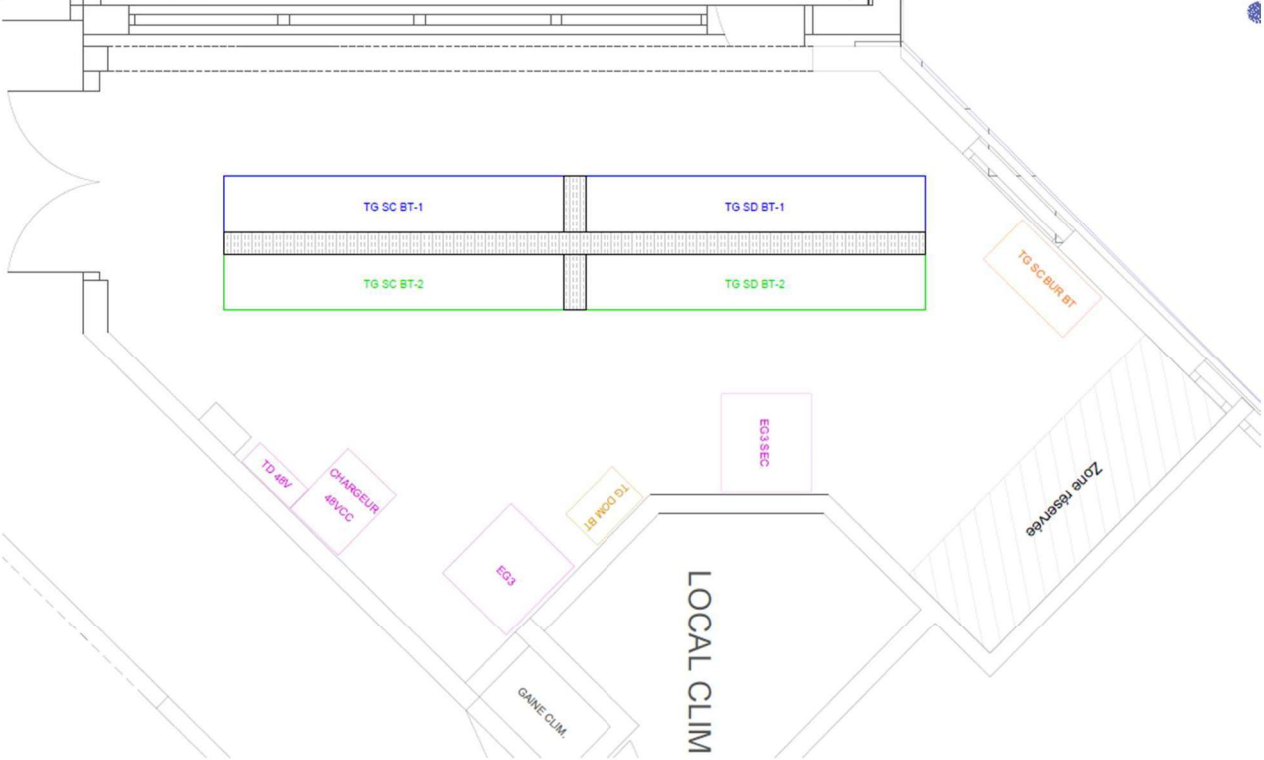 TG SC BT-1
TG SD BT-1
TG SC BT-2
TG SD BT-2
TG SC BUR BT
EG3 SEC
TD 48V
CHARGEUR
48VCC
TG DOM BT
Zone réservée
EG3
LOCAL CLIM
GAINE CLIM.